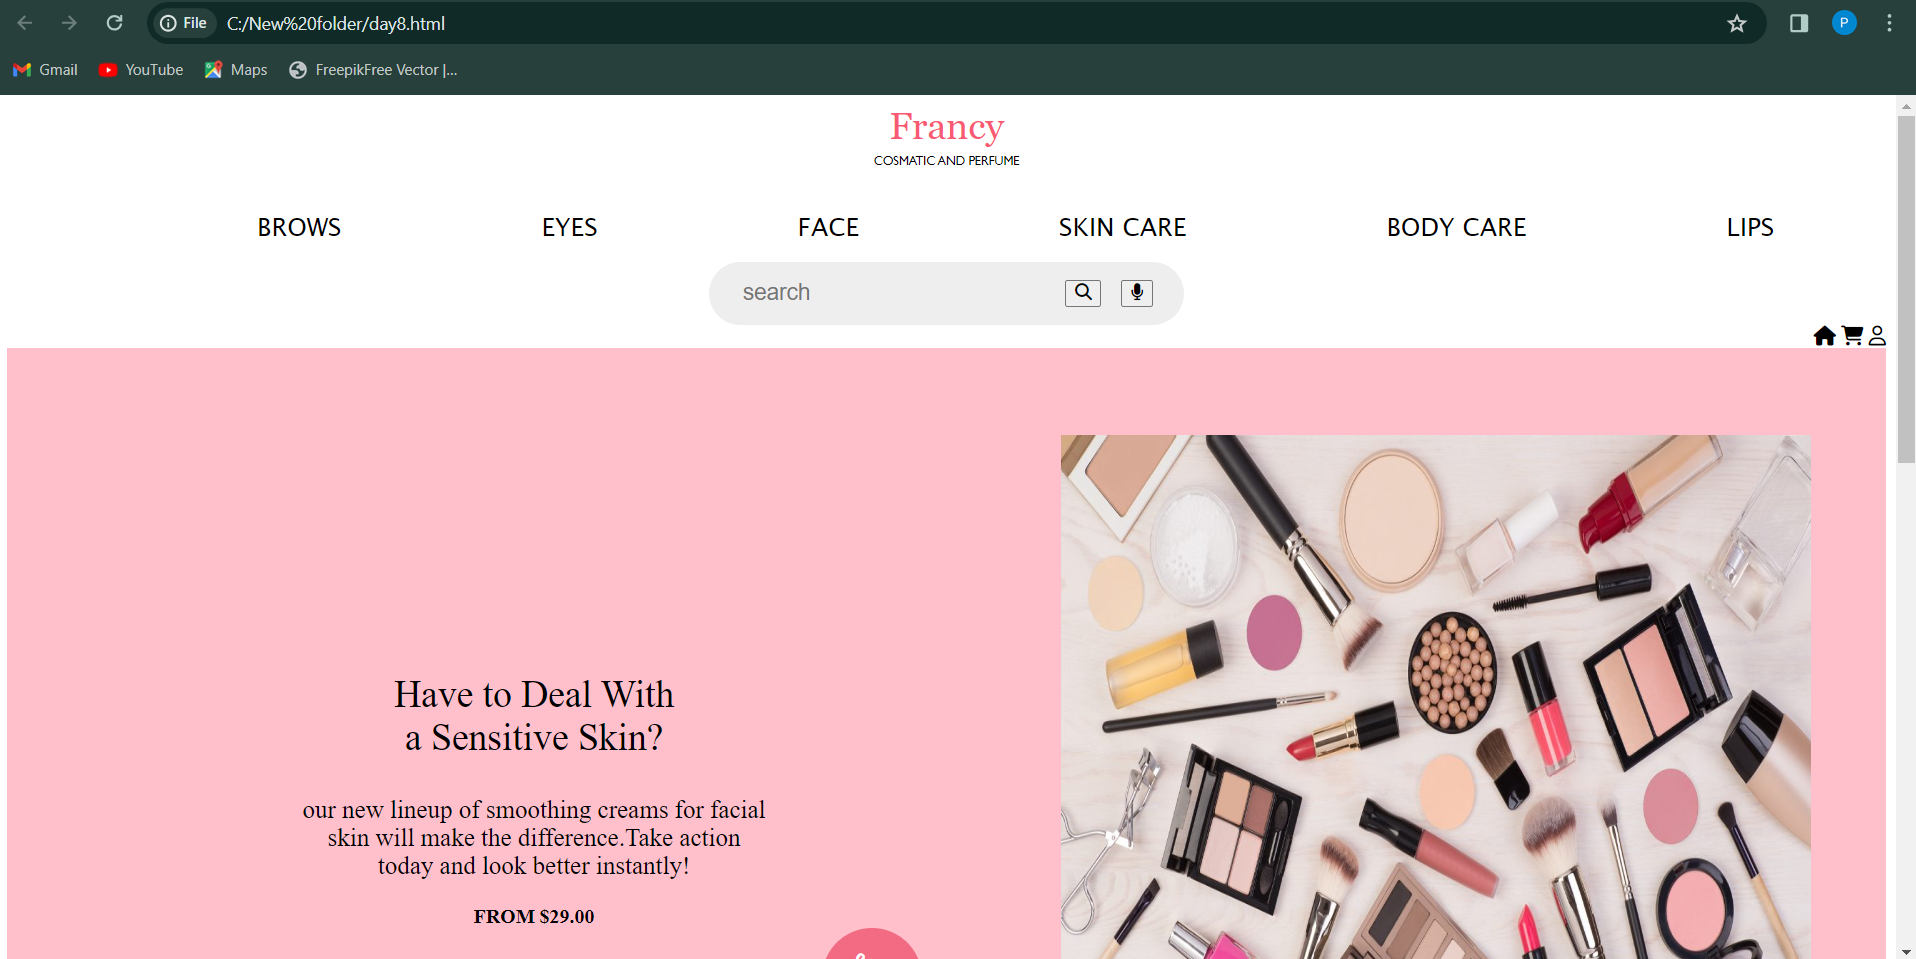 File C:/New%20folder/day8.html P
Gmail YouTube Maps FreepikFree Vector |...
Francy
COSMATIC AND PERFUME
BROWS EYES FACE SKIN CARE BODY CARE LIPS
search
Have to Deal With
a Sensitive Skin?
our new lineup of smoothing creams for facial
skin will make the difference.Take action
today and look better instantly!
FROM $29.00